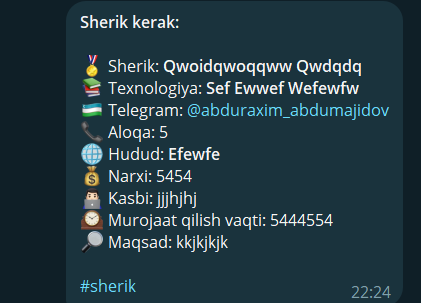 Sherik kerak:
🏅 Sherik: Qwoidqwoqqww Qwdqdq
📚 Texnologiya: Sef Ewwef Wefewfw
🇺🇿 Telegram: @abduraxim_abdumajidov
📞 Aloqa: 5
🌐 Hudud: Efewfe
💰 Narxi: 5454
👨🏻‍💻 Kasbi: jjjhjhj
🕰 Murojaat qilish vaqti: 5444554
🔎 Maqsad: kkjkjkjk
#sherik
22:24